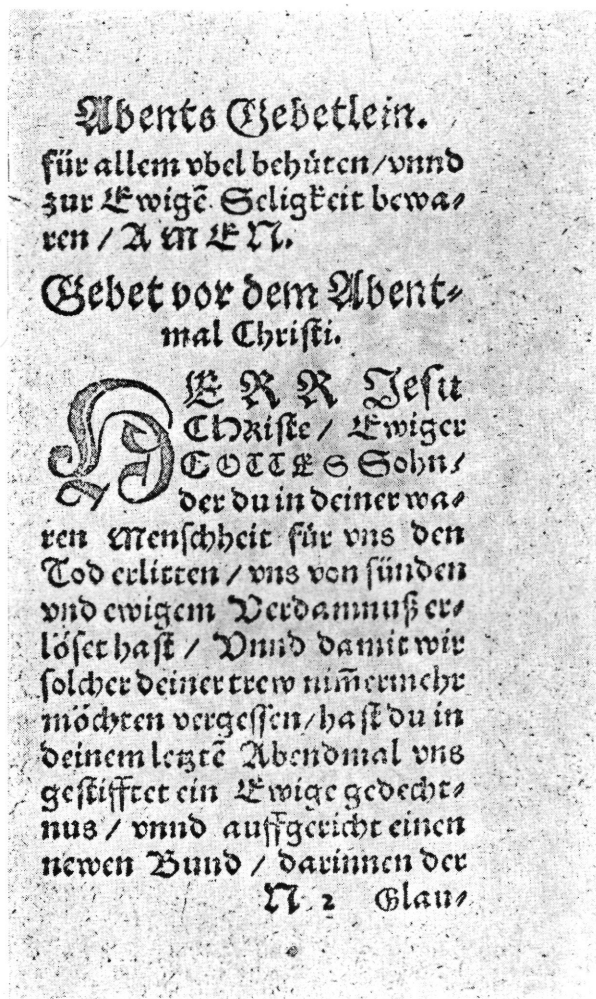 Abents Gebetlein.
für allem vbel behüten/vnnd
zur Ewigẽ Seligkeit bewa⸗
ren / AMEN.
Gebet vor dem Abent⸗
mal Christi.
HERR Jesu
CHRiste / Ewiger
GOTTES Sohn/
der du in deiner wa⸗
ren Menschheit für vns den
Tod erlitten / vns von sünden
vnd ewigem Verdamnuß er⸗
löset hast / Vnnd damit wir
solcher deiner trew nim̃ermehr
möchten vergessen/hast du in
deinem letztẽ Abendmal vns
gestifftet ein Ewige gedecht⸗
nus / vnnd auffgericht einen
newen Bund / darinnen der
N 2 Glau⸗